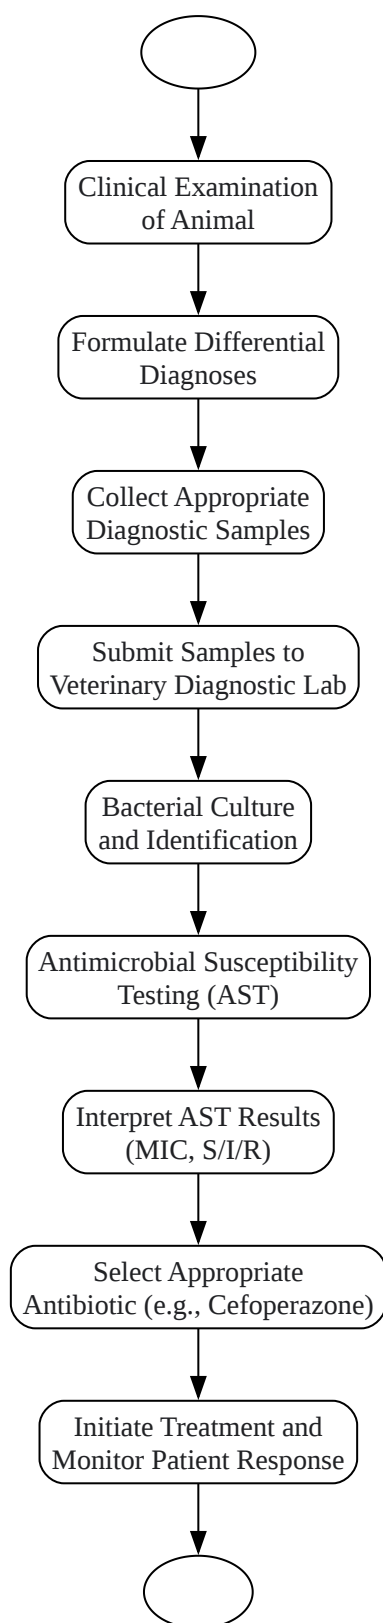 Clinical Examination
of Animal
Formulate Differential
Diagnoses
Collect Appropriate
Diagnostic Samples
Submit Samples to
Veterinary Diagnostic Lab
Bacterial Culture
and Identification
Antimicrobial Susceptibility
Testing (AST)
Interpret AST Results
(MIC, S/I/R)
Select Appropriate
Antibiotic (e.g., Cefoperazone)
Initiate Treatment and
Monitor Patient Response